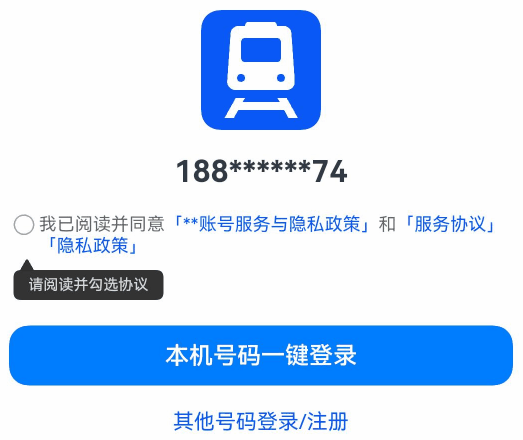 188******74
我已阅读并同意「**账号服务与隐私政策」和「服务协议」
「隐私政策」
请阅读并勾选协议
本机号码一键登录
其他号码登录/注册